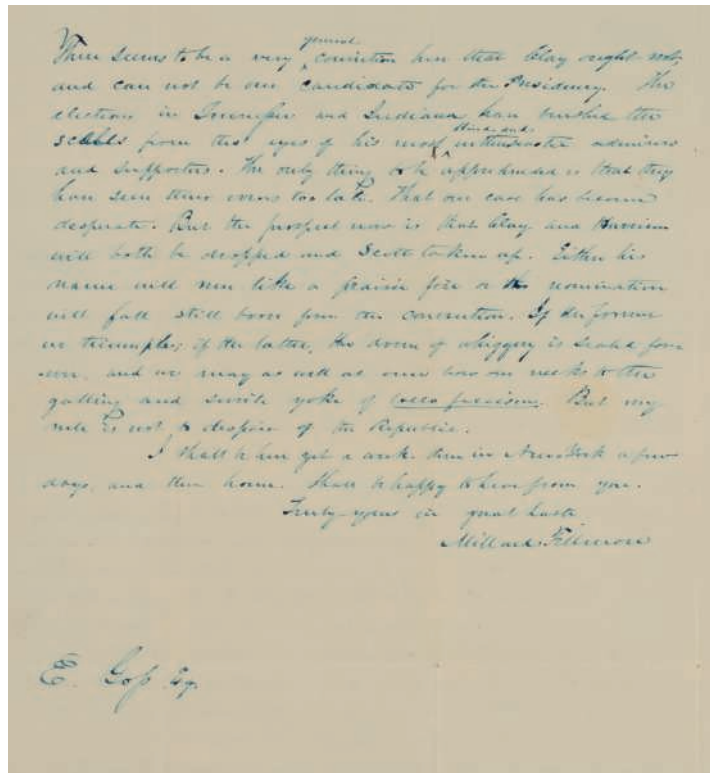 There seems to be a very general conviction here that Clay ought not,
and can not be our candidate for the Presidency. The
elections in Tennessee and Indiana have brushed the
scales from the eyes of his most enthusiastic admirers
and supporters. The only thing to be apprehended is that they
have seen their errors too late. That our case has become
desperate. But the prospect now is that Clay and Harrison
will both be dropped and Scott taken up. Either his
name will run like a prairie fire or the nomination
will fall still born from the convention. If the former
we triumph; if the latter, the doom of whiggery is sealed for
ever, and we may as well at once bow our necks to the
galling and servile yoke of loco focoism. But my
rule is not to despair of the Republic.
I shall be here yet a week. Then in New York a few
days, and then home. Shall be happy to hear from you.
Truly yours in great haste
Millard Fillmore
E. Goss Esq